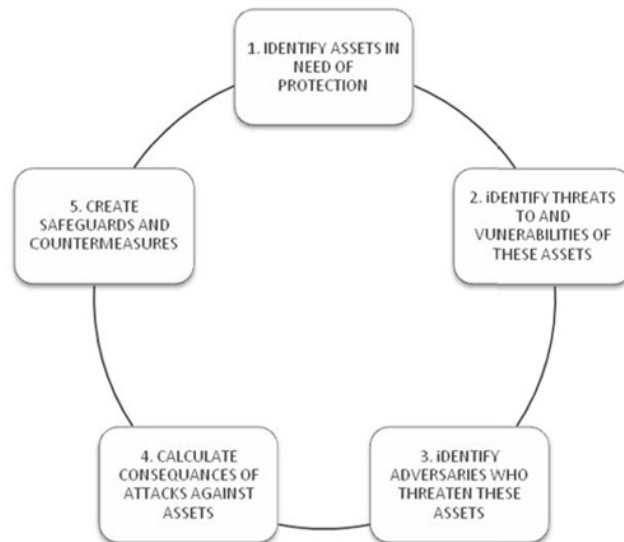 1. IDENTIFY ASSETS IN
NEED OF
PROTECTION
2. iDENTIFY THREATS
TO and
VUNERABILITIES OF
THESE ASSETS
3. iDENTIFY
ADVERSARIES WHO
THREATEN THESE
ASSETS
4. CALCULATE
CONSEQUANCES OF
ATTACKS AGAINST
ASSETS
5. CREATE
SAFEGUARDS AND
COUNTERMEASURES